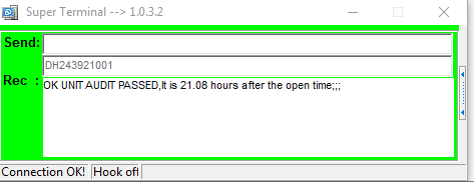 Super Terminal --> 1.0.3.2
Send:
DH243921001
Rec :
OK UNIT AUDIT PASSED,It is 21.08 hours after the open time;;;
Connection OK! Hook ofl